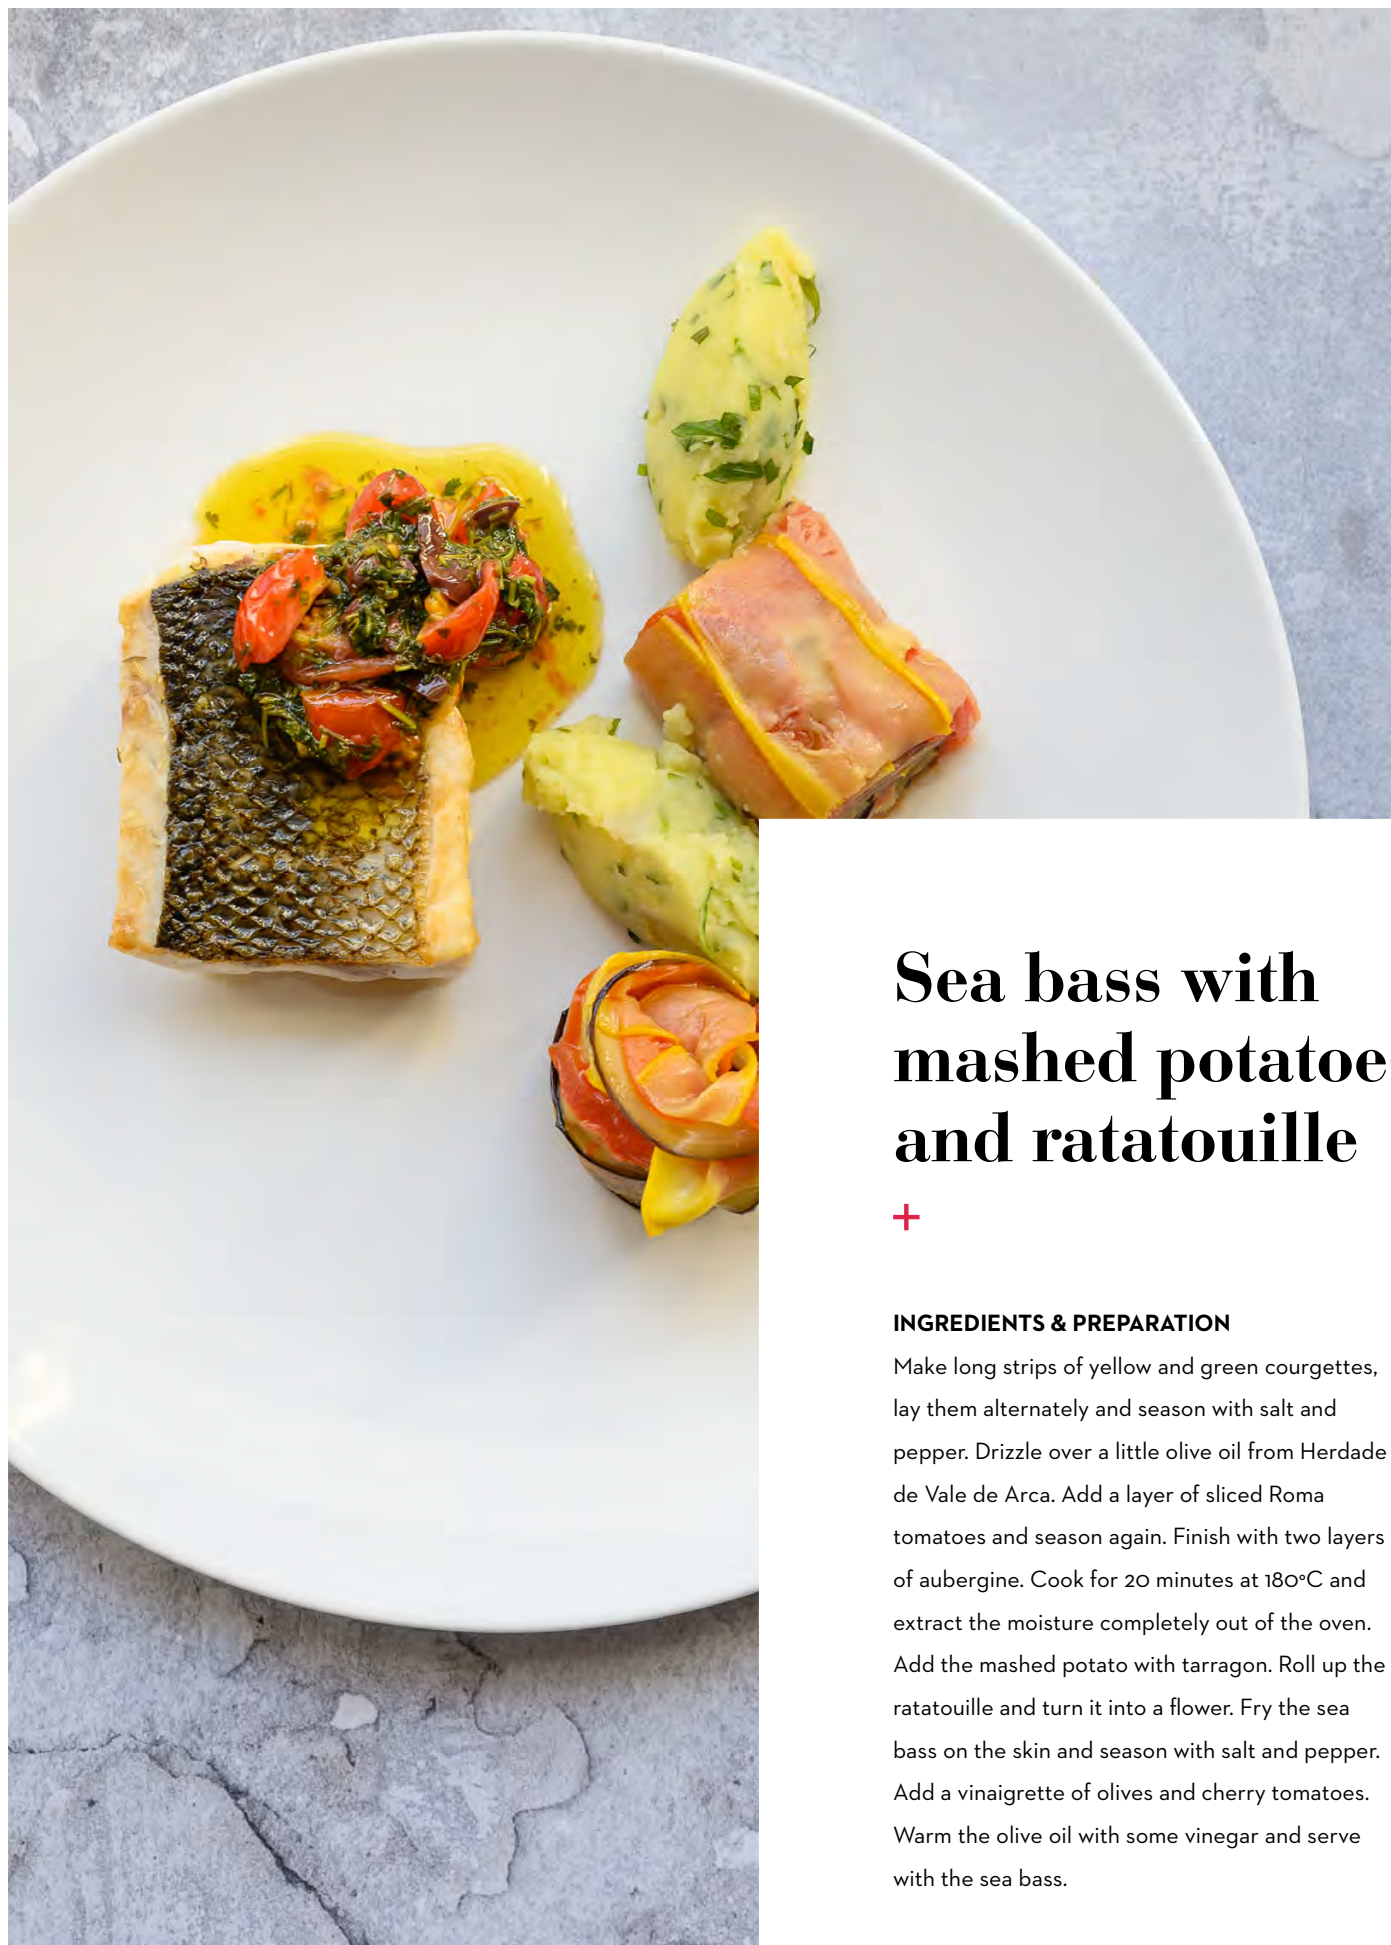 Sea bass with
mashed potatoe
and ratatouille
+
INGREDIENTS & PREPARATION
Make long strips of yellow and green courgettes,
lay them alternately and season with salt and
pepper. Drizzle over a little olive oil from Herdade
de Vale de Arca. Add a layer of sliced Roma
tomatoes and season again. Finish with two layers
of aubergine. Cook for 20 minutes at 180°C and
extract the moisture completely out of the oven.
Add the mashed potato with tarragon. Roll up the
ratatouille and turn it into a flower. Fry the sea
bass on the skin and season with salt and pepper.
Add a vinaigrette of olives and cherry tomatoes.
Warm the olive oil with some vinegar and serve
with the sea bass.